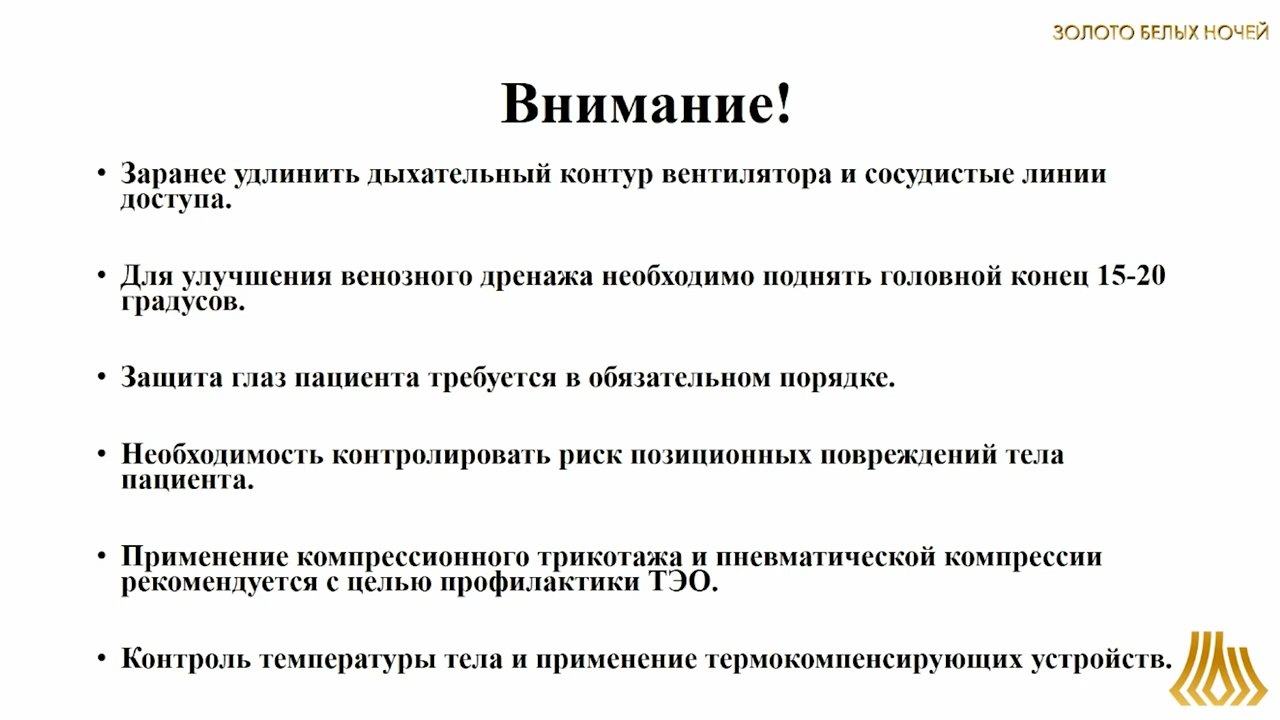 ЗОЛОТО БЕЛЫХ НОЧЕЙ
Внимание!
• Заранее удлинить дыхательный контур вентилятора и сосудистые линии
доступа.
• Для улучшения венозного дренажа необходимо поднять головной конец 15-20
градусов.
• Защита глаз пациента требуется в обязательном порядке.
• Необходимость контролировать риск позиционных повреждений тела
пациента.
• Применение компрессионного трикотажа и пневматической компрессии
рекомендуется с целью профилактики ТЭО.
• Контроль температуры тела и применение термокомпенсирующих устройств.